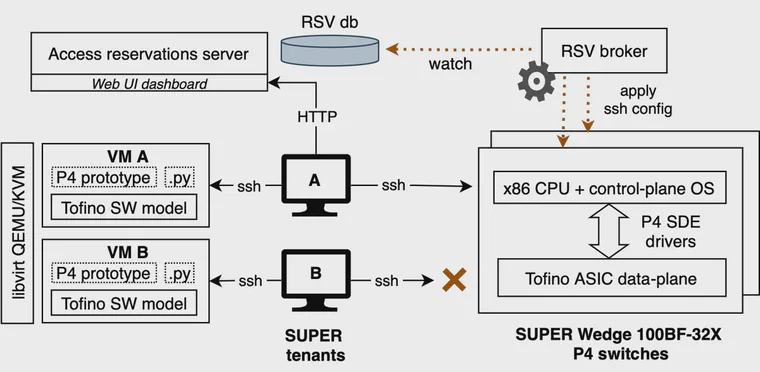 RSV db
Access reservations server
Web UI dashboard
watch
RSV broker
apply
ssh config
HTTP
libvirt QEMU/KVM
VM A
P4 prototype
.py
Tofino SW model
ssh
A
ssh
x86 CPU + control-plane OS
P4 SDE
drivers
Tofino ASIC data-plane
VM B
P4 prototype
.py
Tofino SW model
ssh
B
ssh
SUPER
tenants
SUPER Wedge 100BF-32X
P4 switches